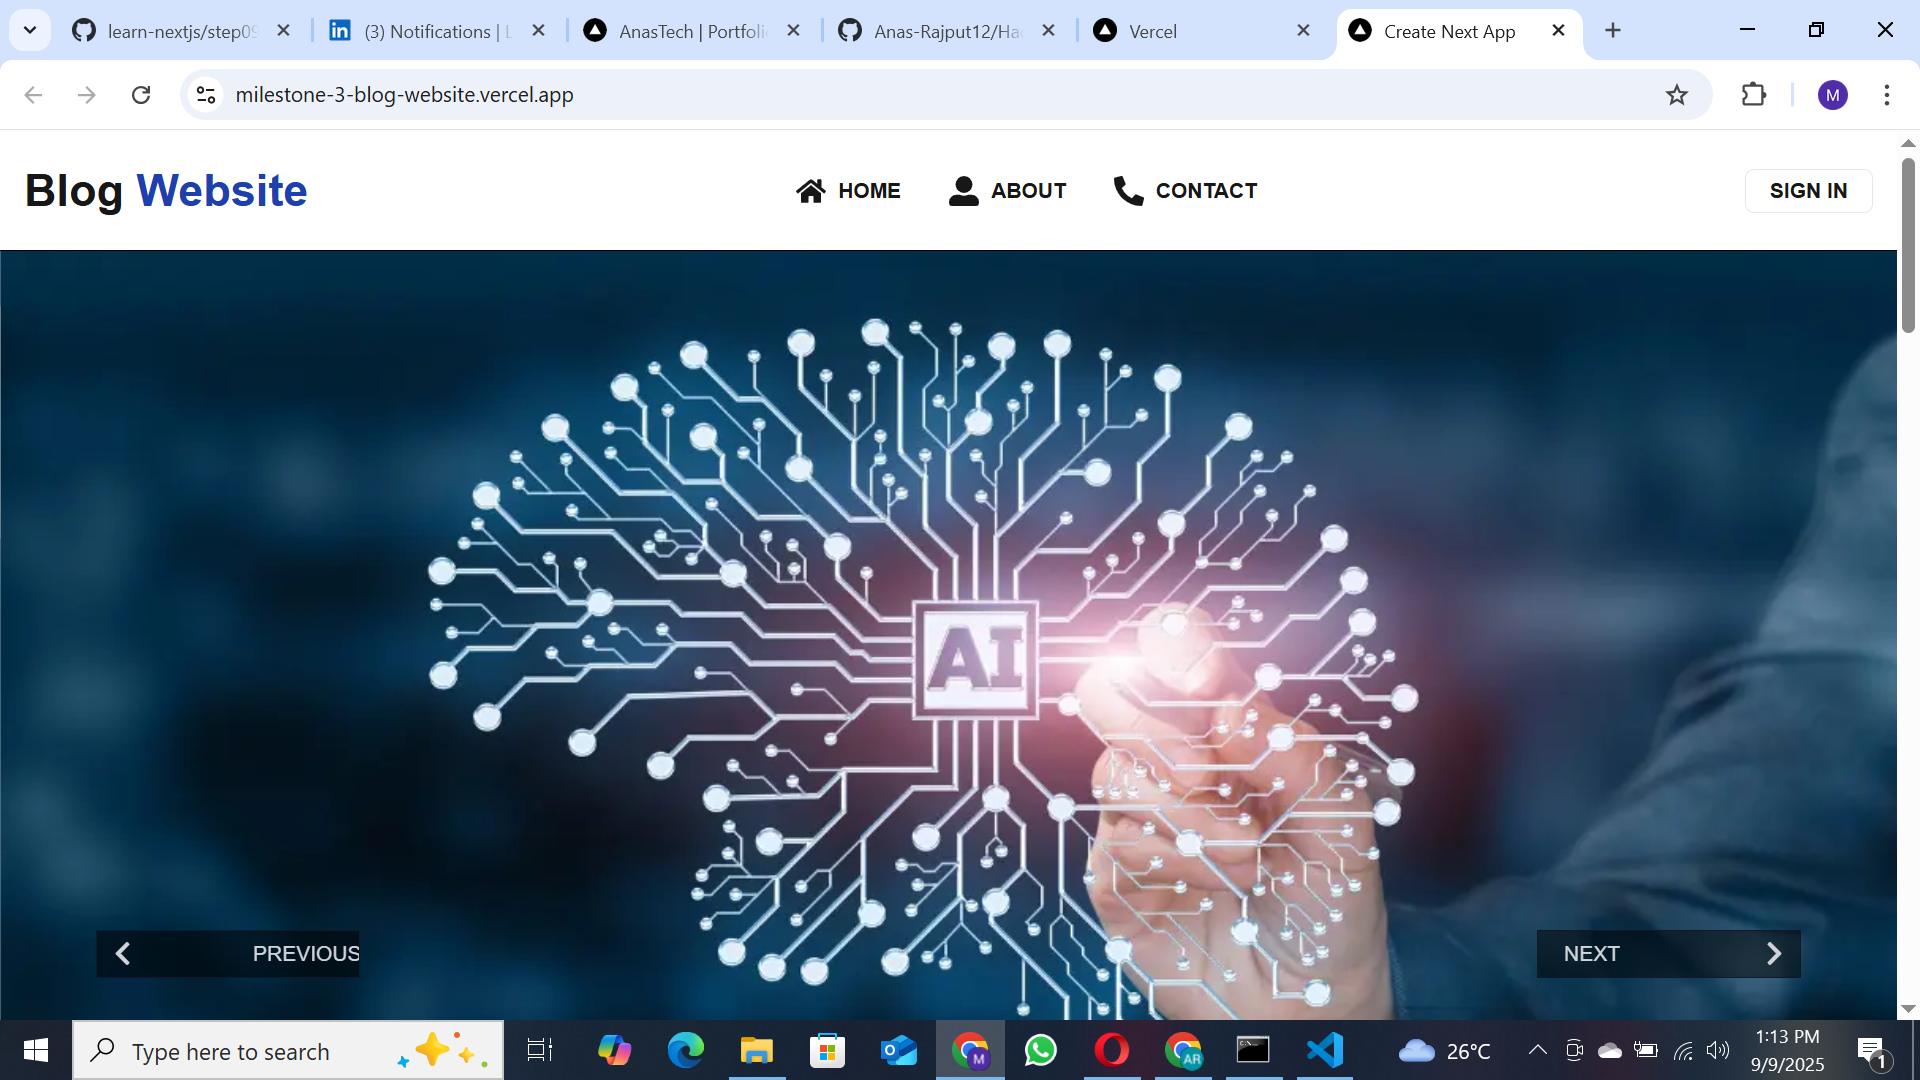 learn-nextjs/step09
(3) Notifications | L
AnasTech | Portfoli
Anas-Rajput12/Hac
Vercel
Create Next App
milestone-3-blog-website.vercel.app
M
Blog Website
HOME
ABOUT
CONTACT
SIGN IN
AI
PREVIOUS
NEXT
Type here to search
M
AR
26°C
1:13 PM
9/9/2025
1